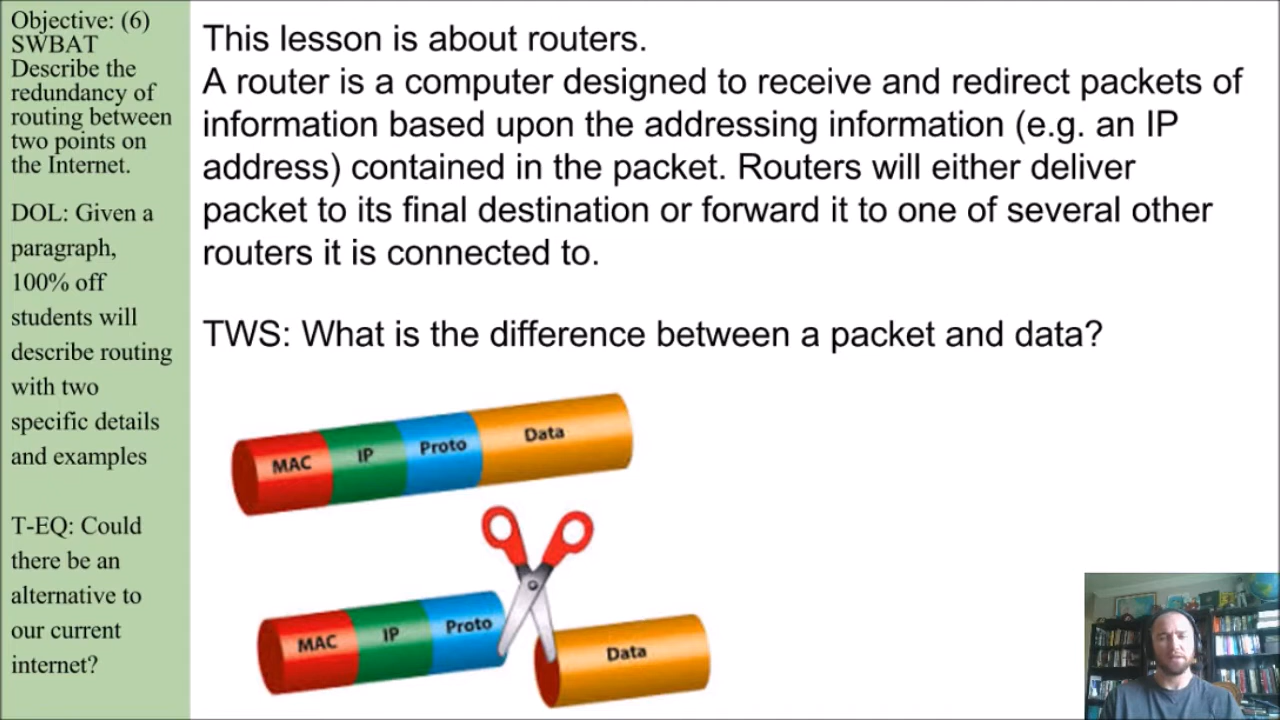 Objective: (6)
SWBAT
Describe the
redundancy of
routing between
two points on
the Internet.
DOL: Given a
paragraph,
100% off
students will
describe routing
with two
specific details
and examples
T-EQ: Could
there be an
alternative to
our current
internet?
This lesson is about routers.
A router is a computer designed to receive and redirect packets of
information based upon the addressing information (e.g. an IP
address) contained in the packet. Routers will either deliver
packet to its final destination or forward it to one of several other
routers it is connected to.
TWS: What is the difference between a packet and data?
MAC IP Proto Data
MAC IP Proto Data